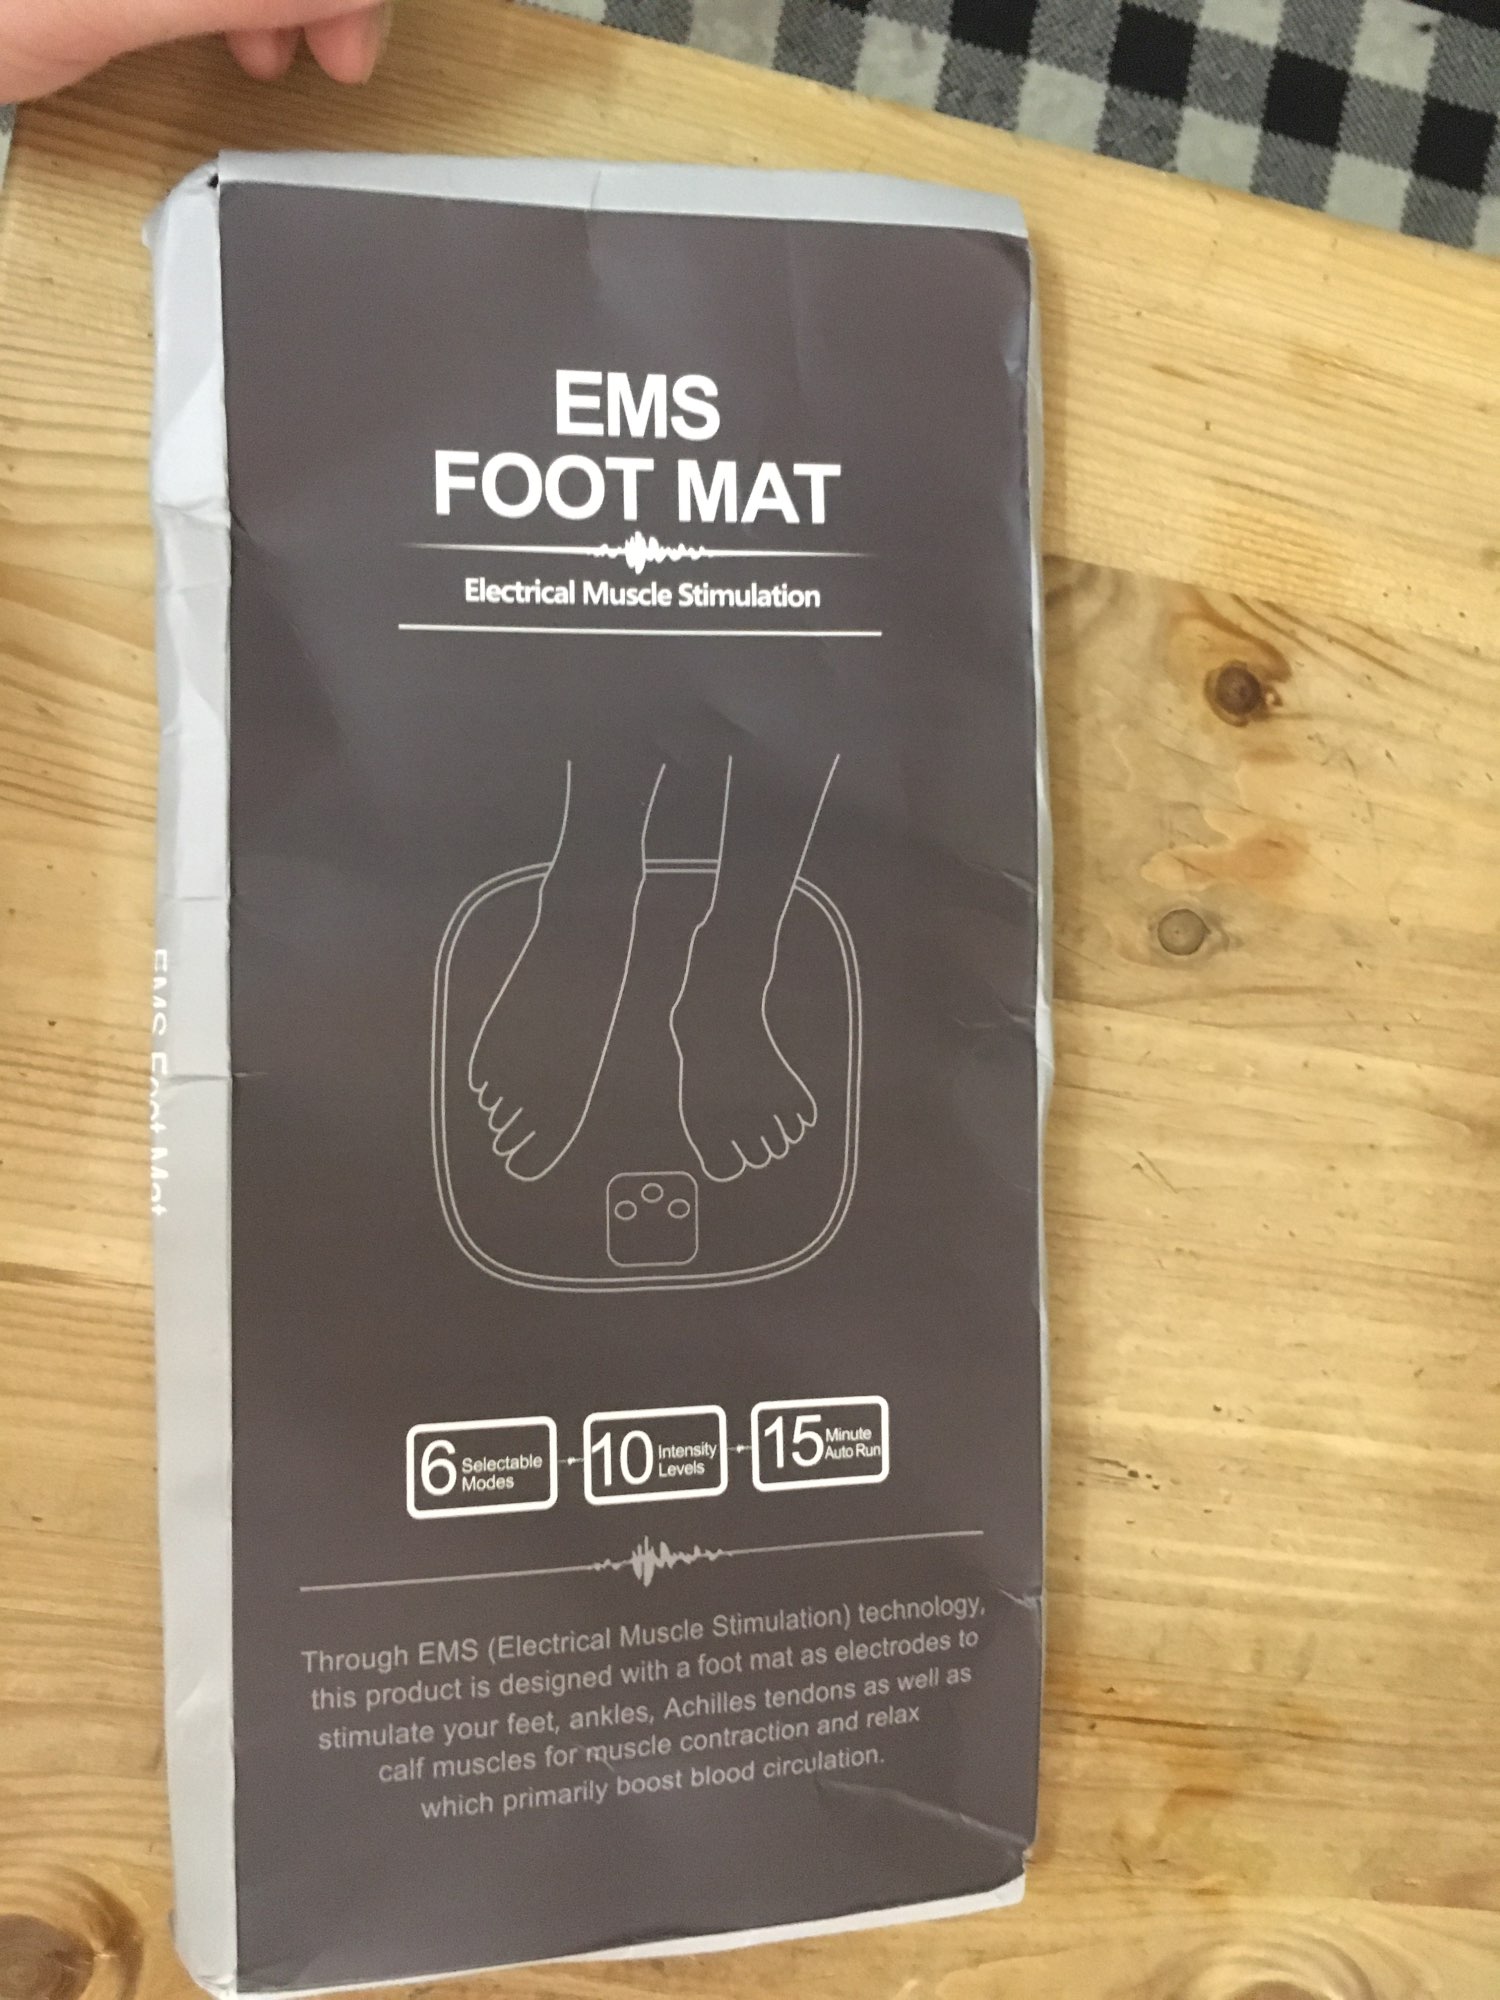 EMS
FOOT MAT
Electrical Muscle Stimulation
6 Selectable Modes
10 Intensity Levels
15 Minute Auto Run
Through EMS (Electrical Muscle Stimulation) technology,
this product is designed with a foot mat as electrodes to
stimulate your feet, ankles, Achilles tendons as well as
calf muscles for muscle contraction and relax
which primarily boost blood circulation.
EMS Foot Mat